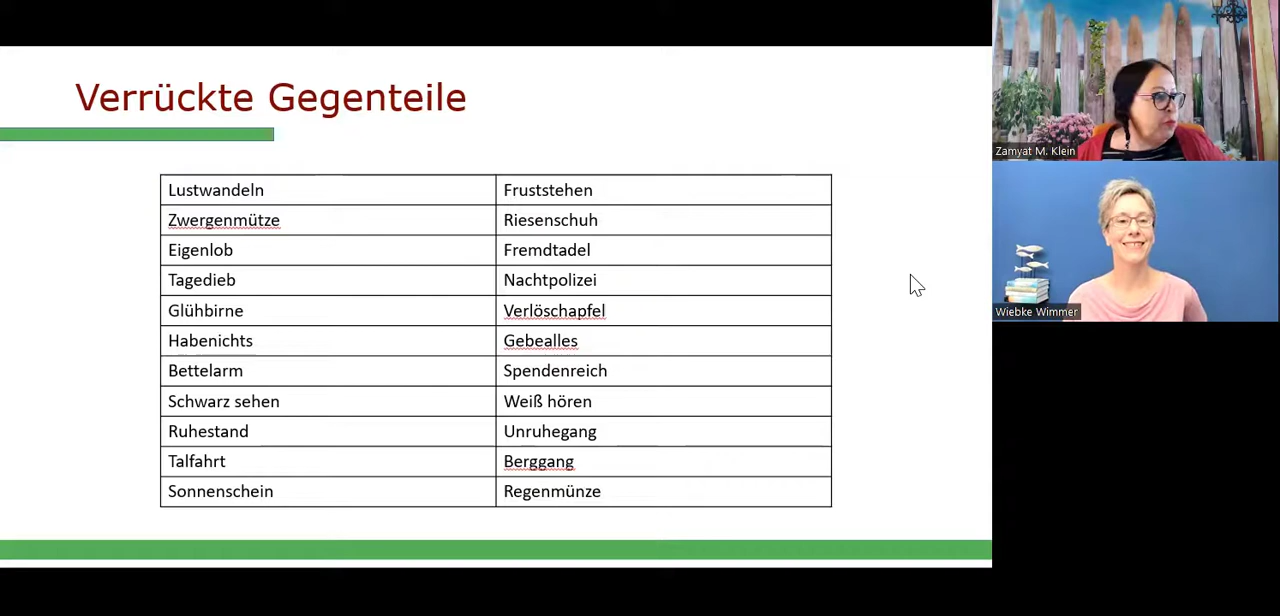 Verrückte Gegenteile
Lustwandeln Fruststehen
Zwergenmütze Riesenschuh
Eigenlob Fremdtadel
Tagedieb Nachtpolizei
Glühbirne Verlöschapfel
Habenichts Gebealles
Bettelarm Spendenreich
Schwarz sehen Weiß hören
Ruhestand Unruhegang
Talfahrt Berggang
Sonnenschein Regenmünze
Zamyat M. Klein
Wiebke Wimmer